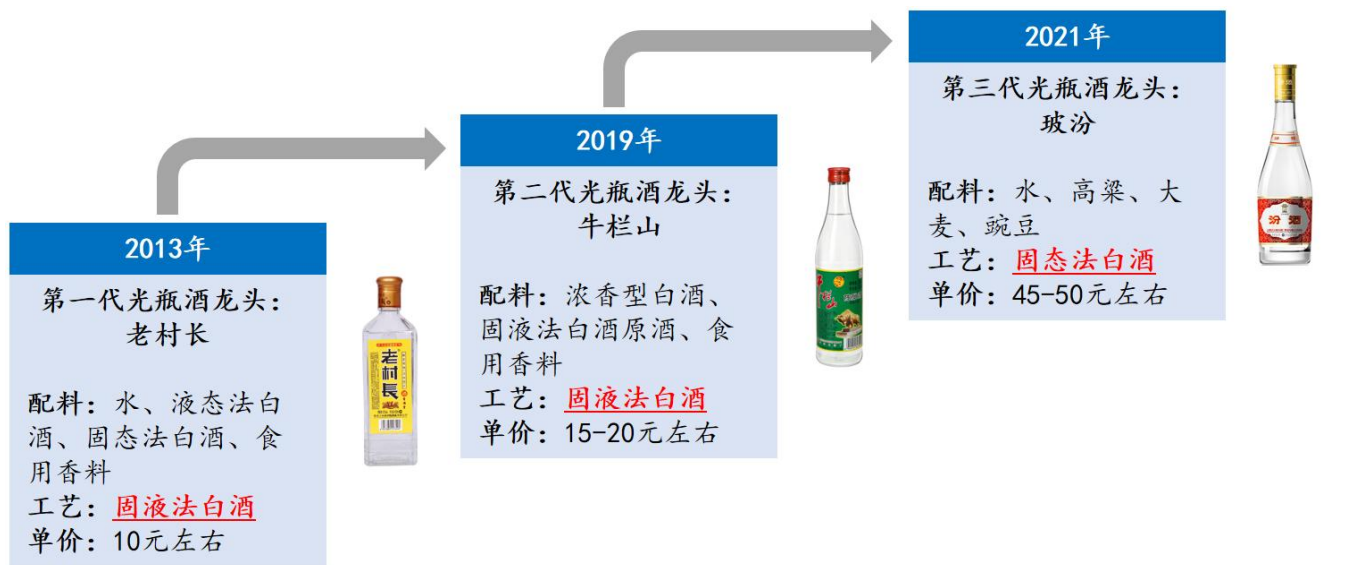 2013年
第一代光瓶酒龙头：
老村长
配料：水、液态法白
酒、固态法白酒、食
用香料
工艺：固液法白酒
单价：10元左右
老村長
2019年
第二代光瓶酒龙头：
牛栏山
配料：浓香型白酒、
固液法白酒原酒、食
用香料
工艺：固液法白酒
单价：15-20元左右
2021年
第三代光瓶酒龙头：
玻汾
配料：水、高粱、大
麦、豌豆
工艺：固态法白酒
单价：45-50元左右
汾酒